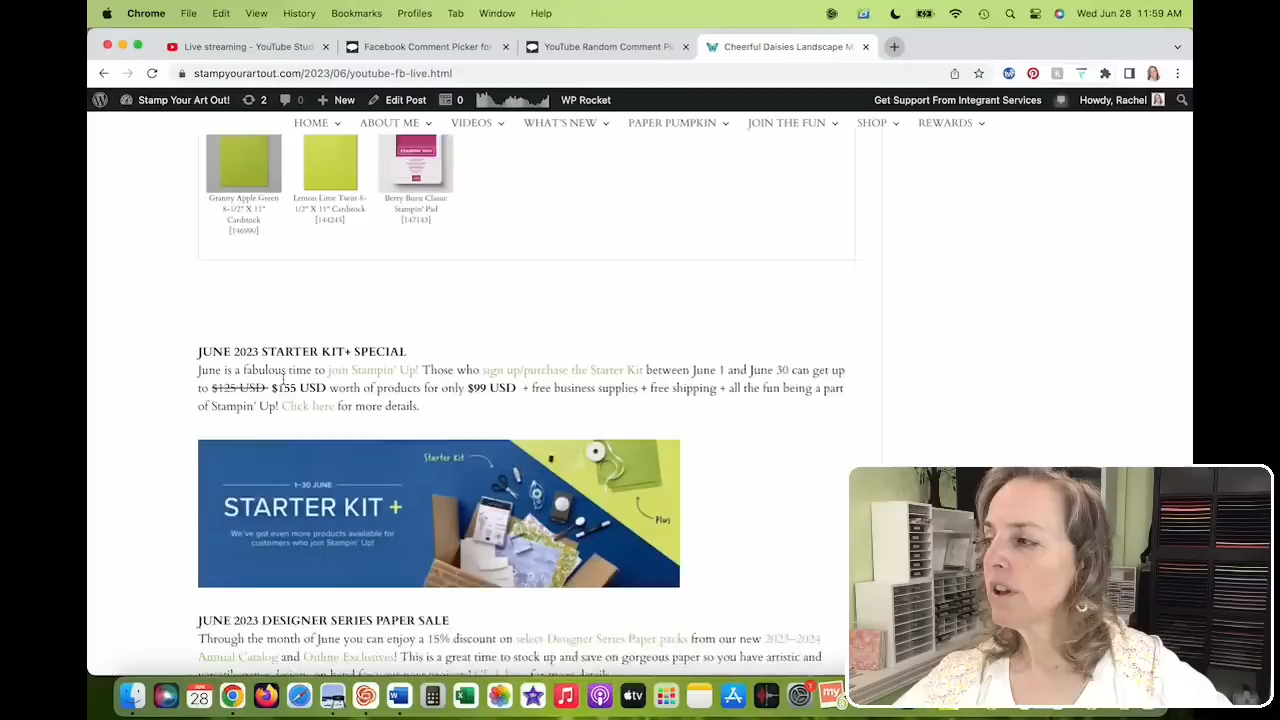 Chrome File Edit View History Bookmarks Profiles Tab Window Help Wed Jun 28 11:59 AM
Live streaming - YouTube Stud Facebook Comment Picker for YouTube Random Comment Pic Cheerful Daisies Landscape M
stampyourartout.com/2023/06/youtube-fb-live.html
Stamp Your Art Out! 2 0 New Edit Post 0 WP Rocket Get Support From Integrant Services Howdy, Rachel
HOME ABOUT ME VIDEOS WHAT'S NEW PAPER PUMPKIN JOIN THE FUN SHOP REWARDS
Granny Apple Green 8-1/2" X 11" Cardstock [146990]
Lemon Lime Twist 8-1/2" X 11" Cardstock [144245]
Berry Burst Classic Stampin' Pad [147143]
JUNE 2023 STARTER KIT+ SPECIAL
June is a fabulous time to join Stampin' Up! Those who sign up/purchase the Starter Kit between June 1 and June 30 can get up
to $125 USD $155 USD worth of products for only $99 USD + free business supplies + free shipping + all the fun being a part
of Stampin' Up! Click here for more details.
Starter Kit
1–30 JUNE
STARTER KIT +
We've got even more products available for
customers who join Stampin' Up!
Plus
JUNE 2023 DESIGNER SERIES PAPER SALE
Through the month of June you can enjoy a 15% discount on select Designer Series Paper packs from our new 2023–2024
Annual Catalog and Online Exclusives! This is a great time to stock up and save on gorgeous paper so you have artistic and
JUN 28 tv 1 my